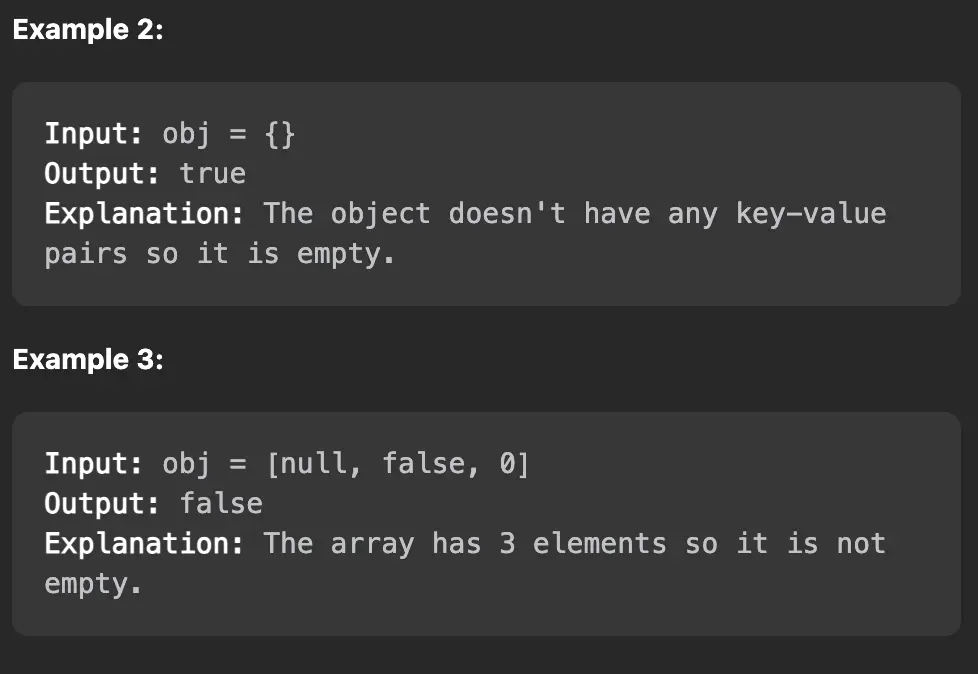 Example 2:
Input: obj = {}
Output: true
Explanation: The object doesn't have any key-value
pairs so it is empty.
Example 3:
Input: obj = [null, false, 0]
Output: false
Explanation: The array has 3 elements so it is not
empty.